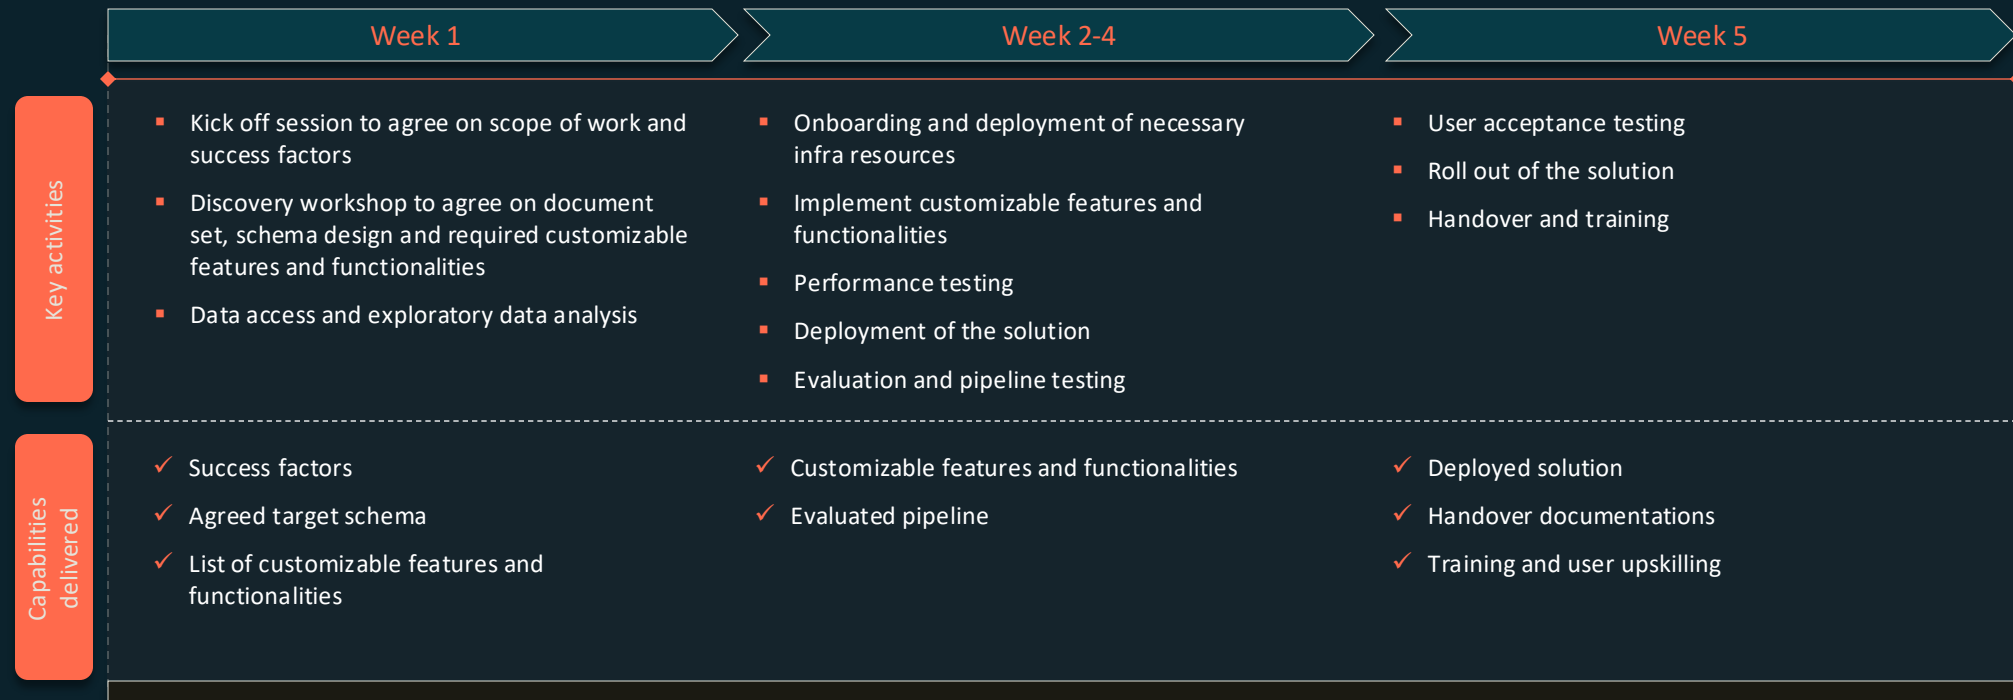 Week 1
Week 2-4
Week 5
Key activities
Kick off session to agree on scope of work and
success factors
Discovery workshop to agree on document
set, schema design and required customizable
features and functionalities
Data access and exploratory data analysis
Onboarding and deployment of necessary
infra resources
Implement customizable features and
functionalities
Performance testing
Deployment of the solution
Evaluation and pipeline testing
User acceptance testing
Roll out of the solution
Handover and training
Capabilities
delivered
Success factors
Agreed target schema
List of customizable features and
functionalities
Customizable features and functionalities
Evaluated pipeline
Deployed solution
Handover documentations
Training and user upskilling